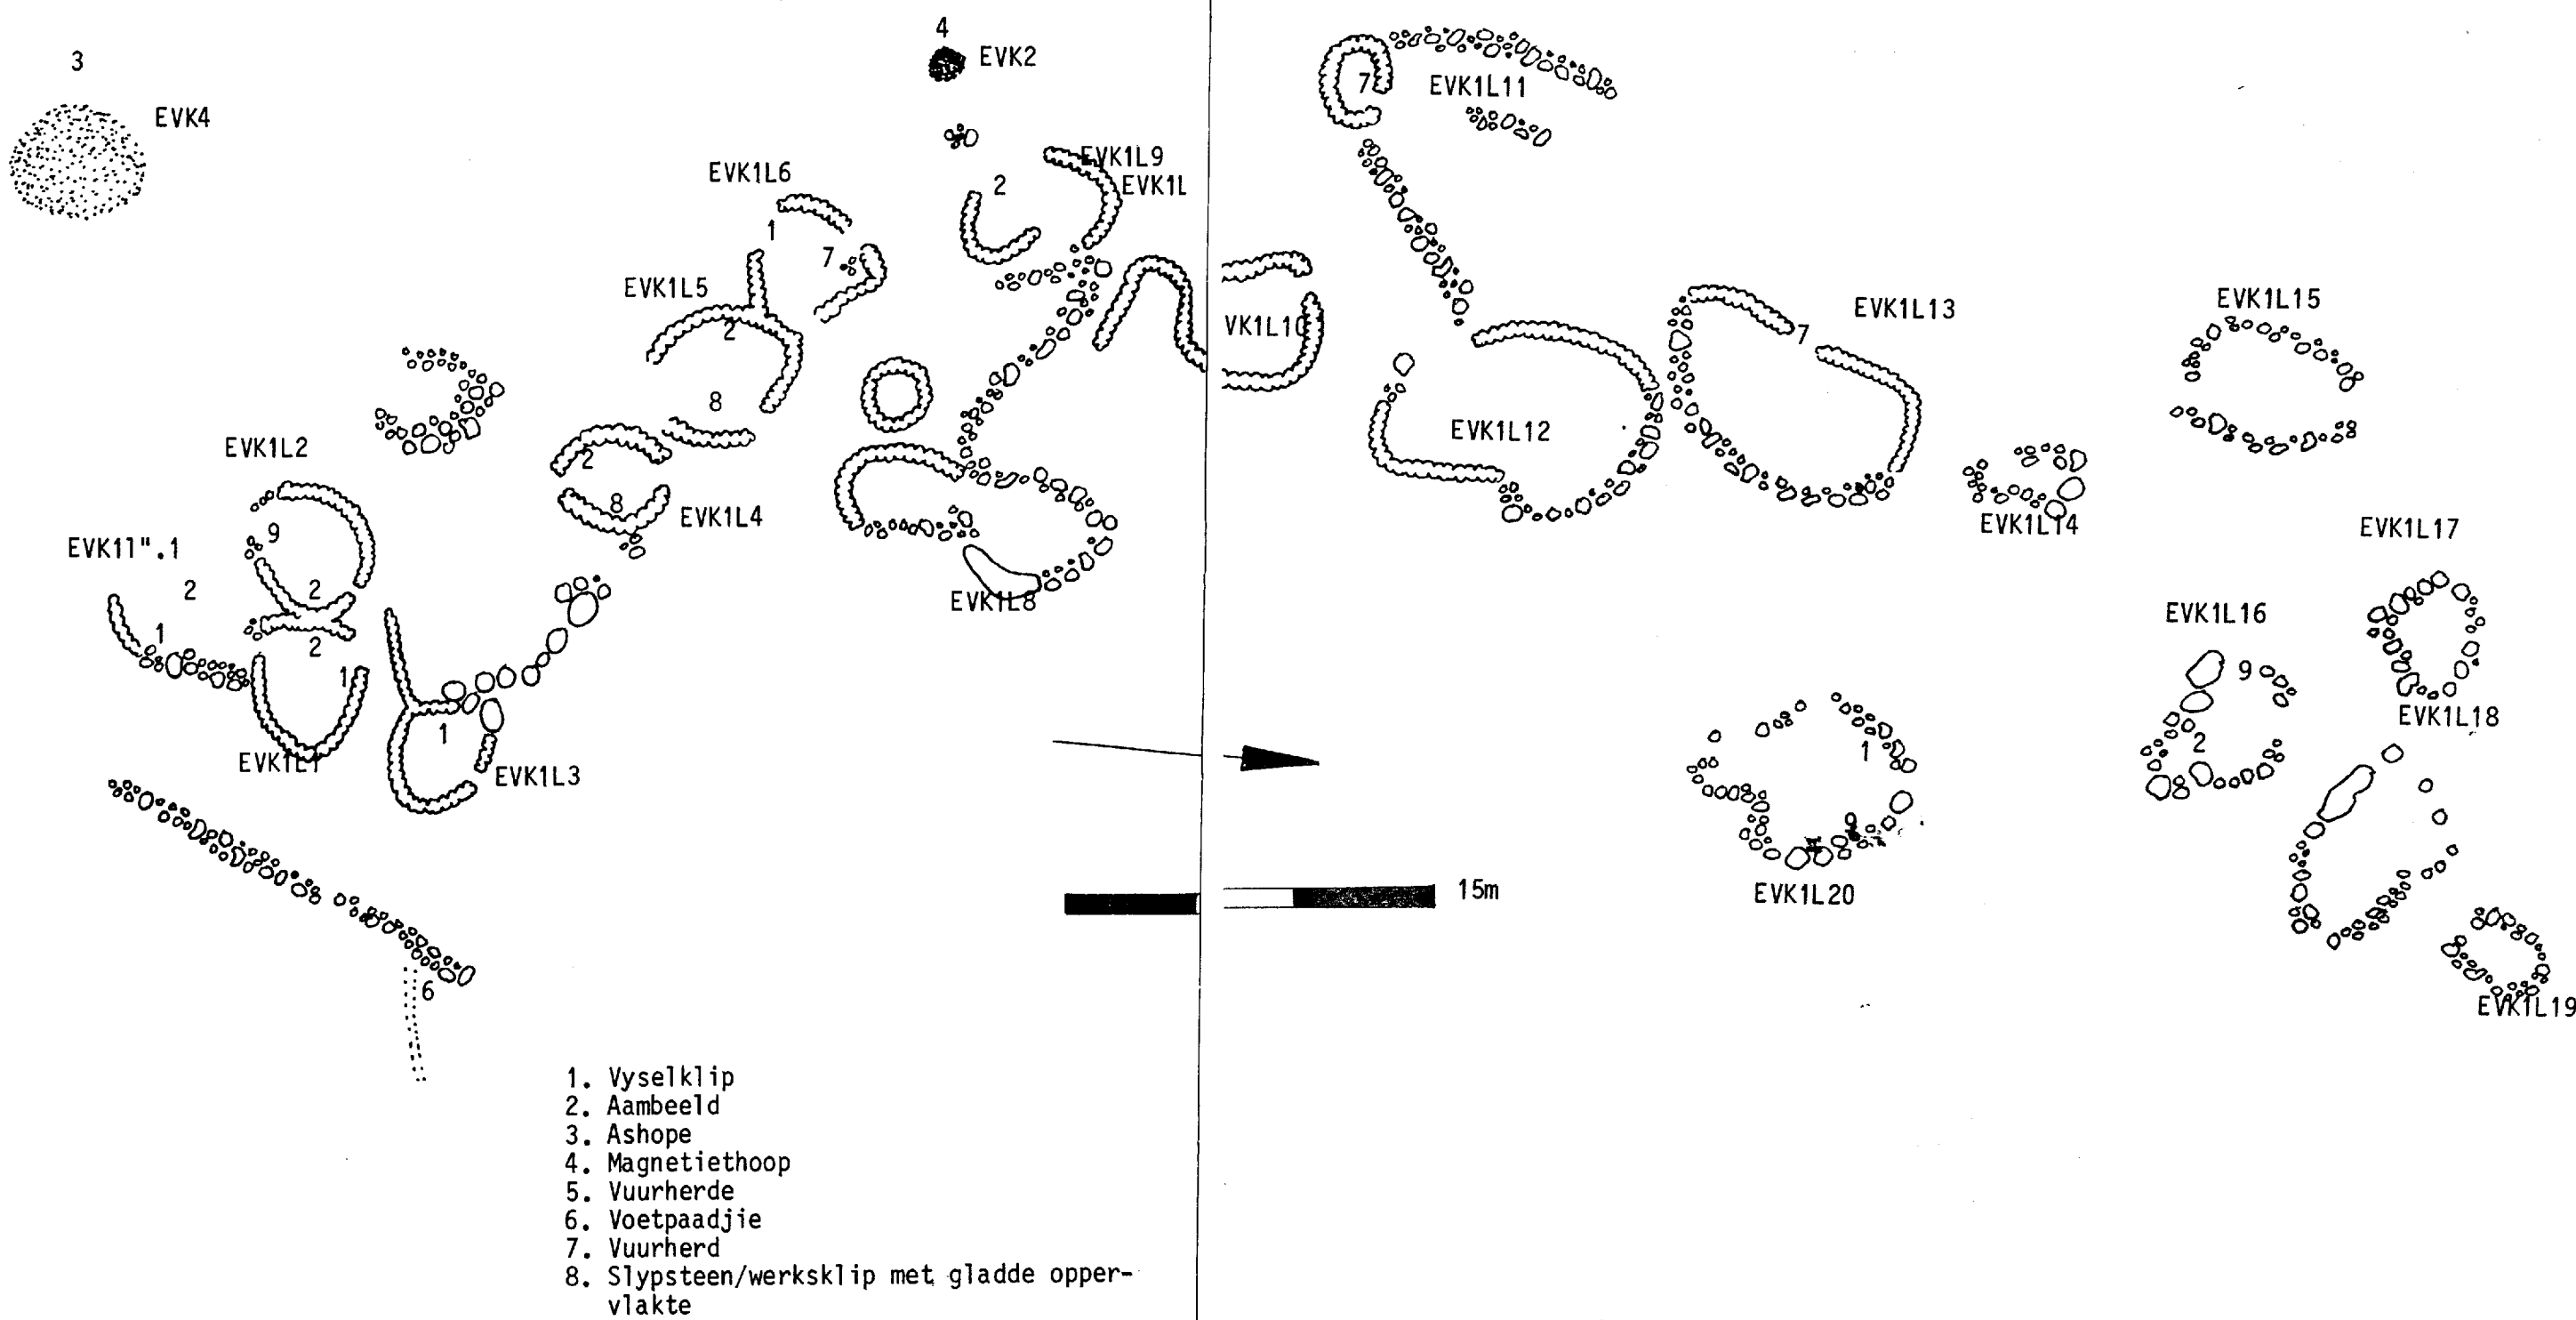 4
EVK2
3
EVK4
7
EVK1L11
EVK1L9
EVK1L
2
EVK1L6
1
7
EVK1L5
2
8
VK1L10
EVK1L13
7
EVK1L15
EVK1L2
9
2
2
8
EVK1L4
EVK1L12
EVK1L14
EVK1L17
EVK1l".1
2
1
2
1
EVK1L1
EVK1L8
EVK1L16
9
2
EVK1L18
1
EVK1L3
1
9
EVK1L20
15m
6
EVK1L19
1. Vyselklip
2. Aambeeld
3. Ashope
4. Magnetiethoop
5. Vuurherde
6. Voetpaadjie
7. Vuurherd
8. Slypsteen/werksklip met gladde opper-
vlakte